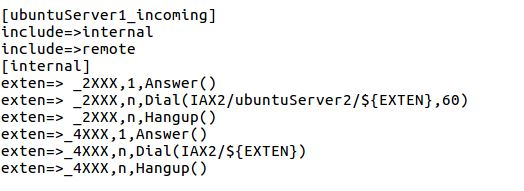 [ubuntuServer1_incoming]
include=>internal
include=>remote
[internal]
exten=> _2XXX,1,Answer()
exten=> _2XXX,n,Dial(IAX2/ubuntuServer2/${EXTEN},60)
exten=> _2XXX,n,Hangup()
exten=>_4XXX,1,Answer()
exten=>_4XXX,n,Dial(IAX2/${EXTEN})
exten=>_4XXX,n,Hangup()